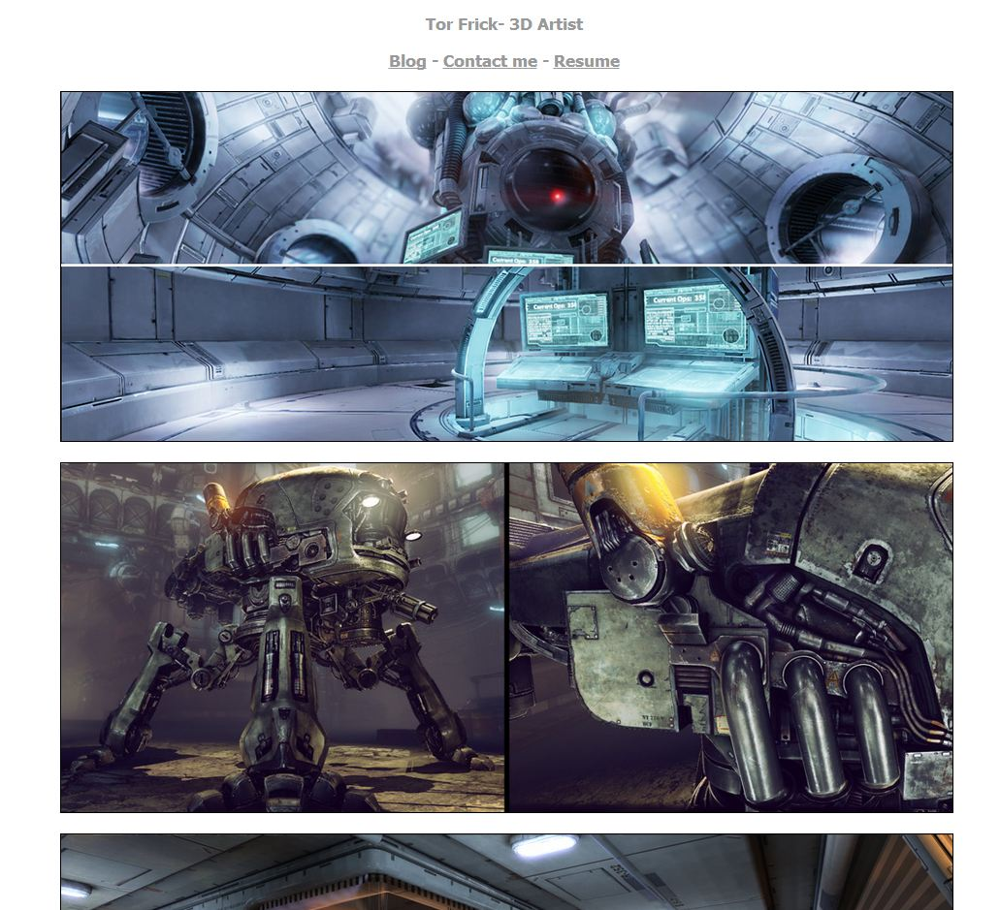 Tor Frick- 3D Artist
Blog - Contact me - Resume
Current Ops: 358
Current Ops: 358
Current Ops: 358